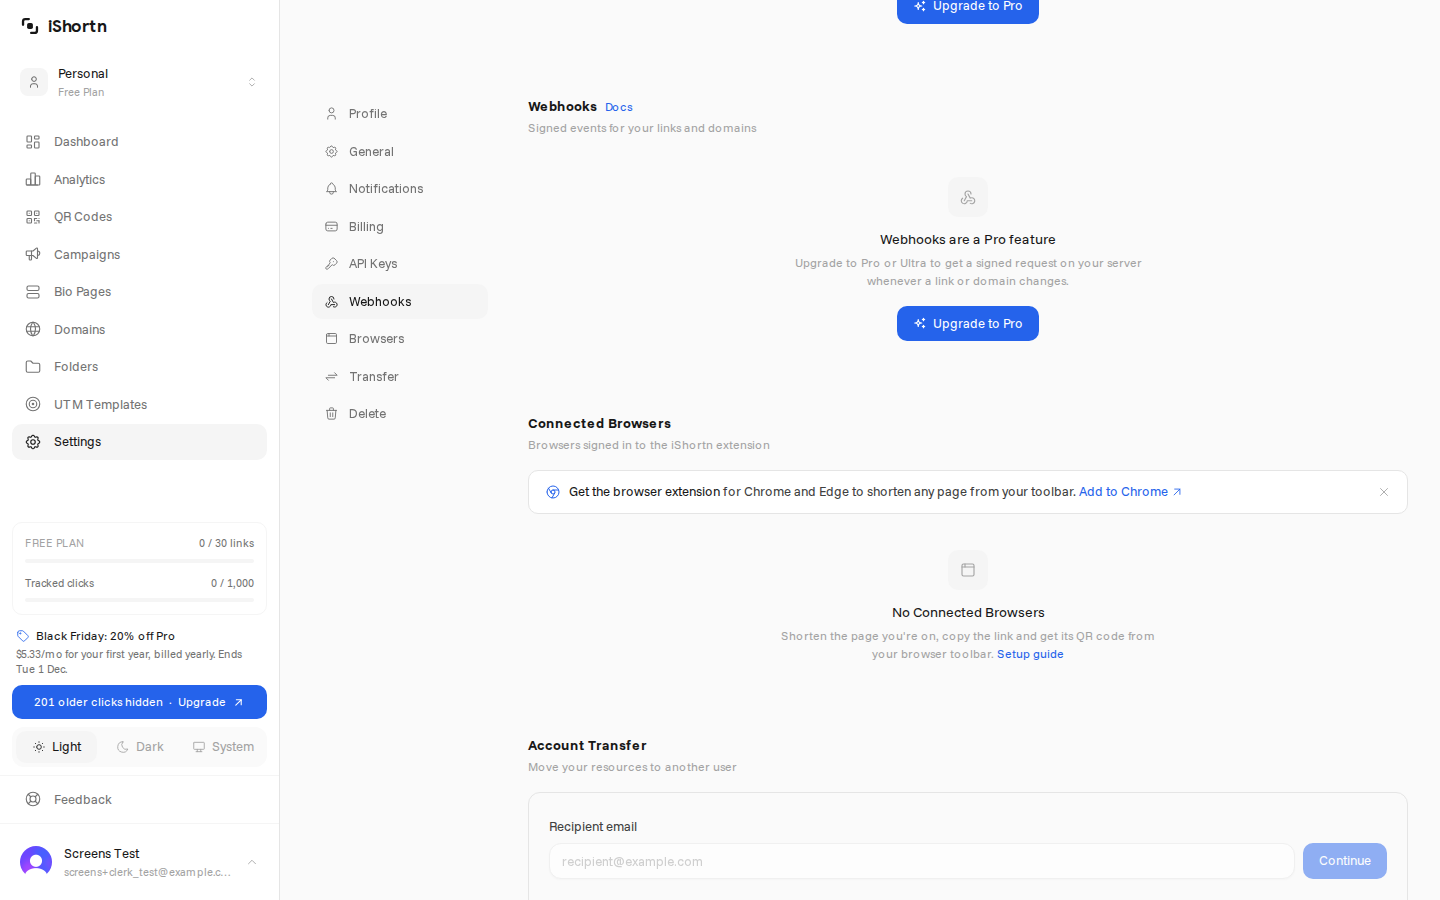 iShortn
Personal
Free Plan
Dashboard
Analytics
QR Codes
Campaigns
Bio Pages
Domains
Folders
UTM Templates
Settings
FREE PLAN 0 / 30 links
Tracked clicks 0 / 1,000
Black Friday: 20% off Pro
$5.33/mo for your first year, billed yearly. Ends
Tue 1 Dec.
201 older clicks hidden · Upgrade
Light Dark System
Feedback
Screens Test
screens+clerk_test@example.c...
Profile
General
Notifications
Billing
API Keys
Webhooks
Browsers
Transfer
Delete
Upgrade to Pro
Webhooks Docs
Signed events for your links and domains
Webhooks are a Pro feature
Upgrade to Pro or Ultra to get a signed request on your server
whenever a link or domain changes.
Upgrade to Pro
Connected Browsers
Browsers signed in to the iShortn extension
Get the browser extension for Chrome and Edge to shorten any page from your toolbar. Add to Chrome
No Connected Browsers
Shorten the page you're on, copy the link and get its QR code from
your browser toolbar. Setup guide
Account Transfer
Move your resources to another user
Recipient email
recipient@example.com
Continue